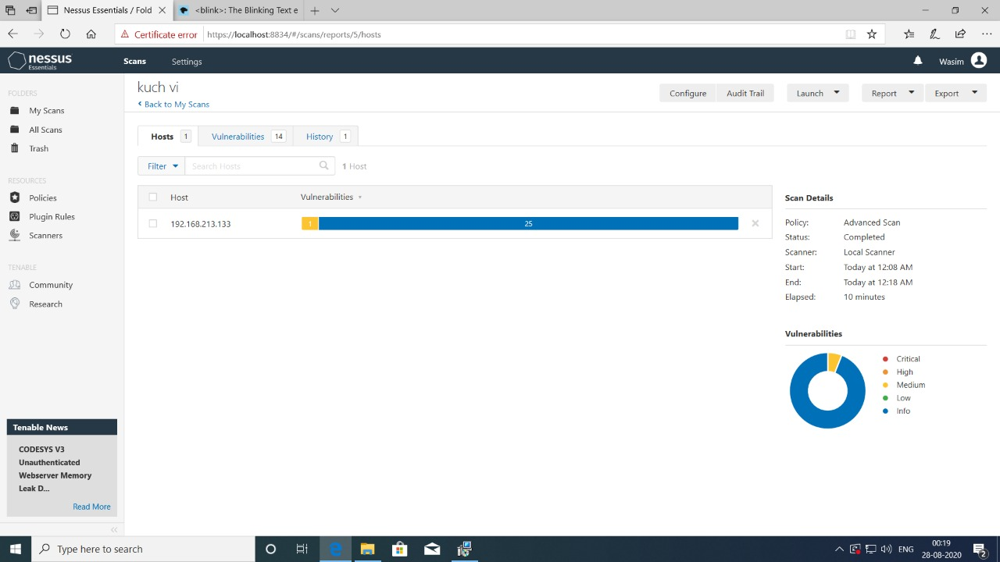 Nessus Essentials / Fold
<blink>: The Blinking Text e
Certificate error
https://localhost:8834/#/scans/reports/5/hosts
nessus
Essentials
Scans
Settings
Wasim
FOLDERS
My Scans
All Scans
Trash
RESOURCES
Policies
Plugin Rules
Scanners
TENABLE
Community
Research
Tenable News
CODESYS V3
Unauthenticated
Webserver Memory
Leak D...
Read More
kuch vi
Back to My Scans
Configure
Audit Trail
Launch
Report
Export
Hosts 1
Vulnerabilities 14
History 1
Filter
Search Hosts
1 Host
Host
Vulnerabilities
192.168.213.133
1
25
Scan Details
Policy: Advanced Scan
Status: Completed
Scanner: Local Scanner
Start: Today at 12:08 AM
End: Today at 12:18 AM
Elapsed: 10 minutes
Vulnerabilities
Critical
High
Medium
Low
Info
Type here to search
ENG
00:19
28-08-2020
2